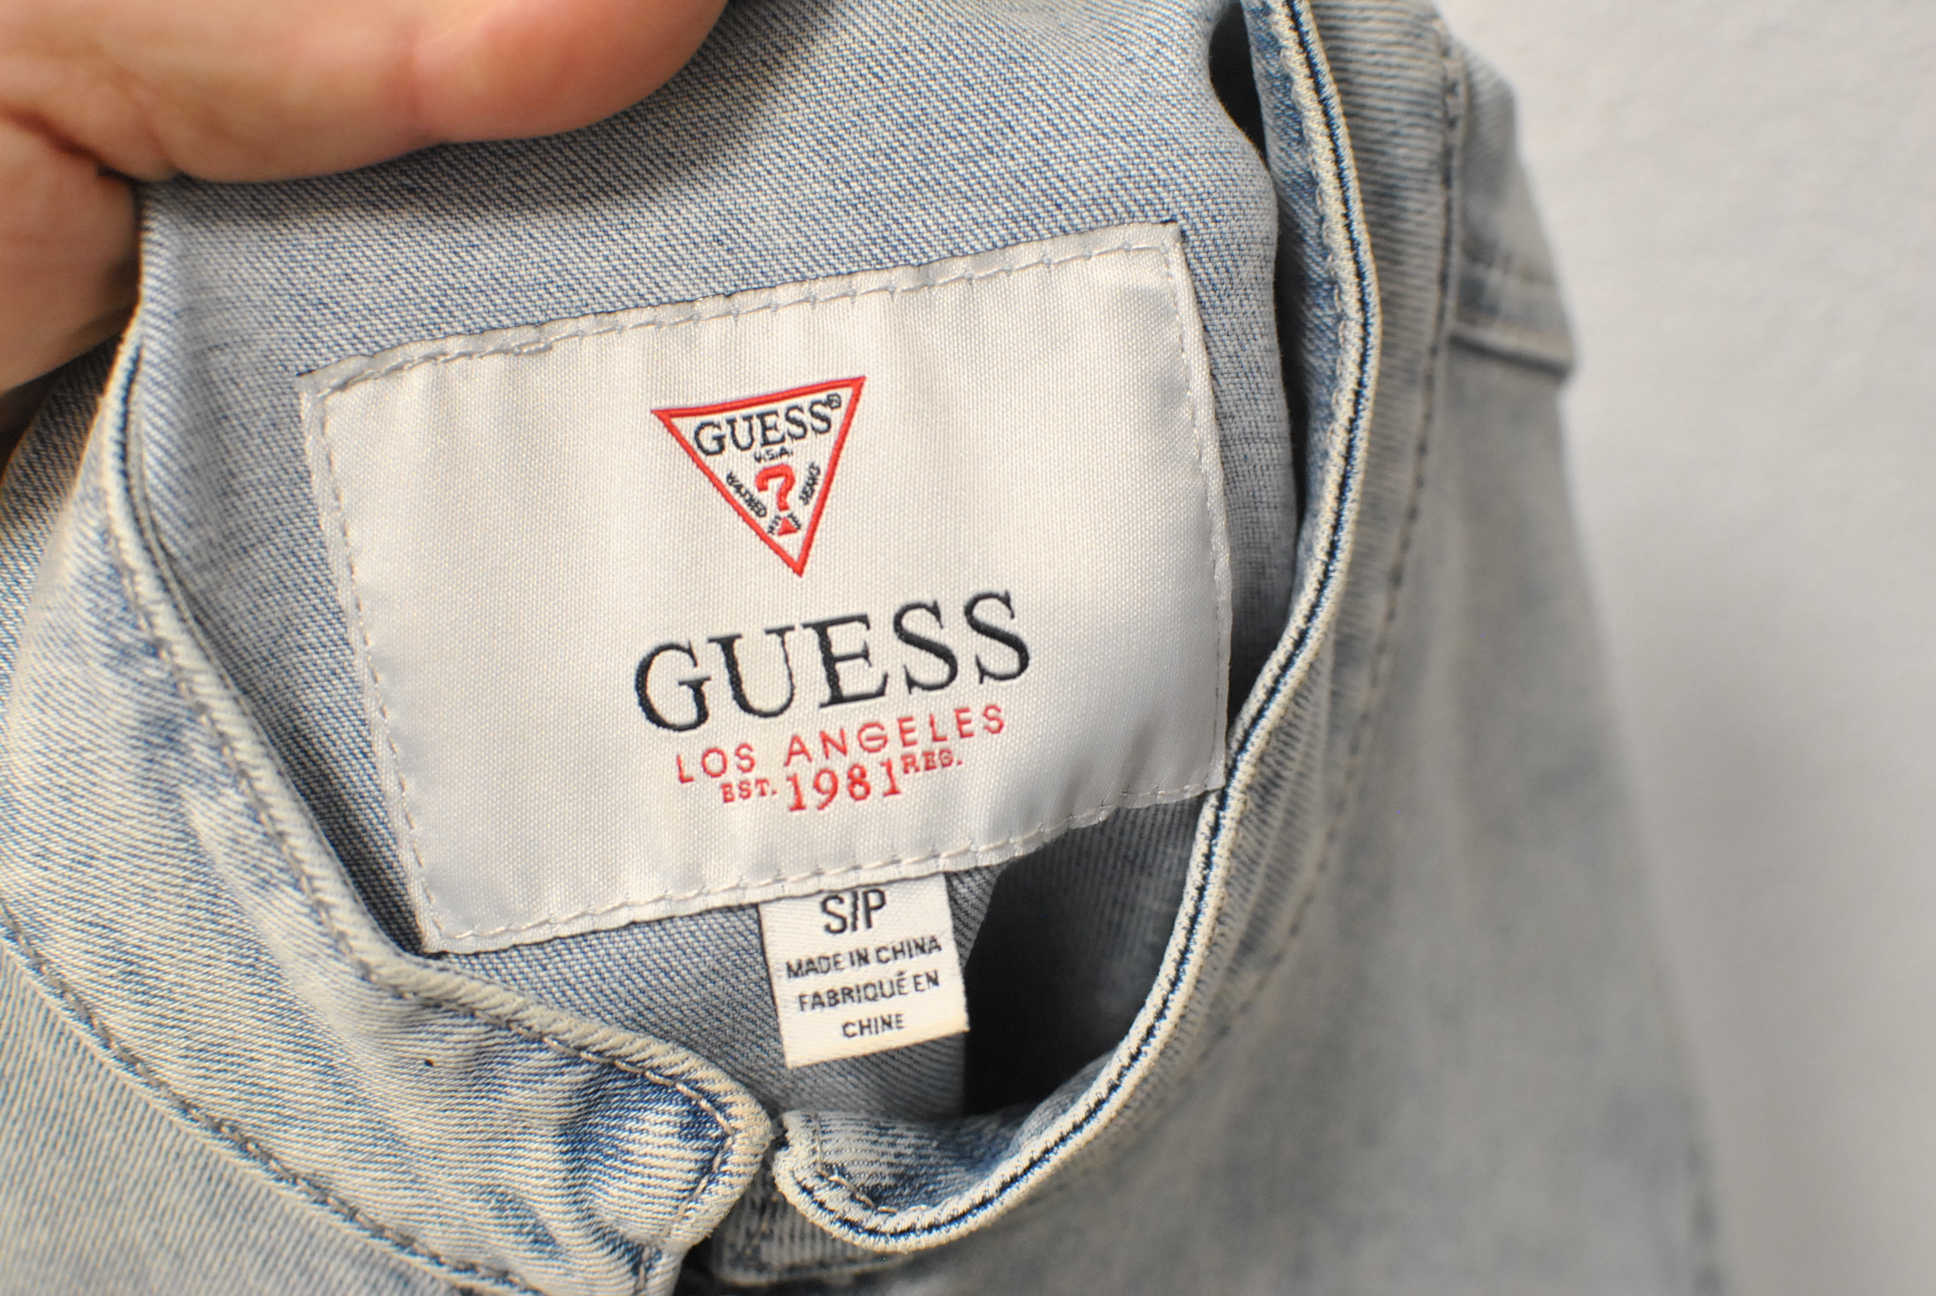 GUESS®
U.S.A.
WASHED
JEANS
?
GUESS
LOS ANGELES
EST. 1981 REG.
S/P
MADE IN CHINA
FABRIQUÉ EN
CHINE